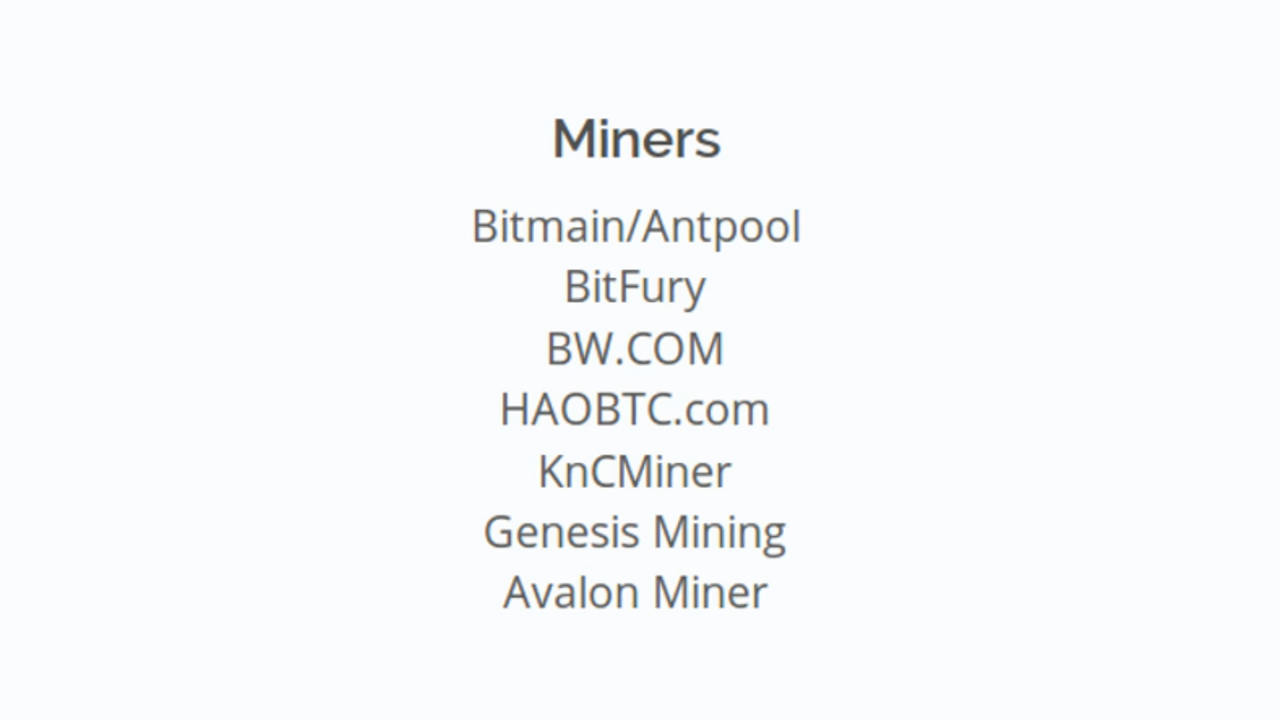 Miners
Bitmain/Antpool
BitFury
BW.COM
HAOBTC.com
KnCMiner
Genesis Mining
Avalon Miner